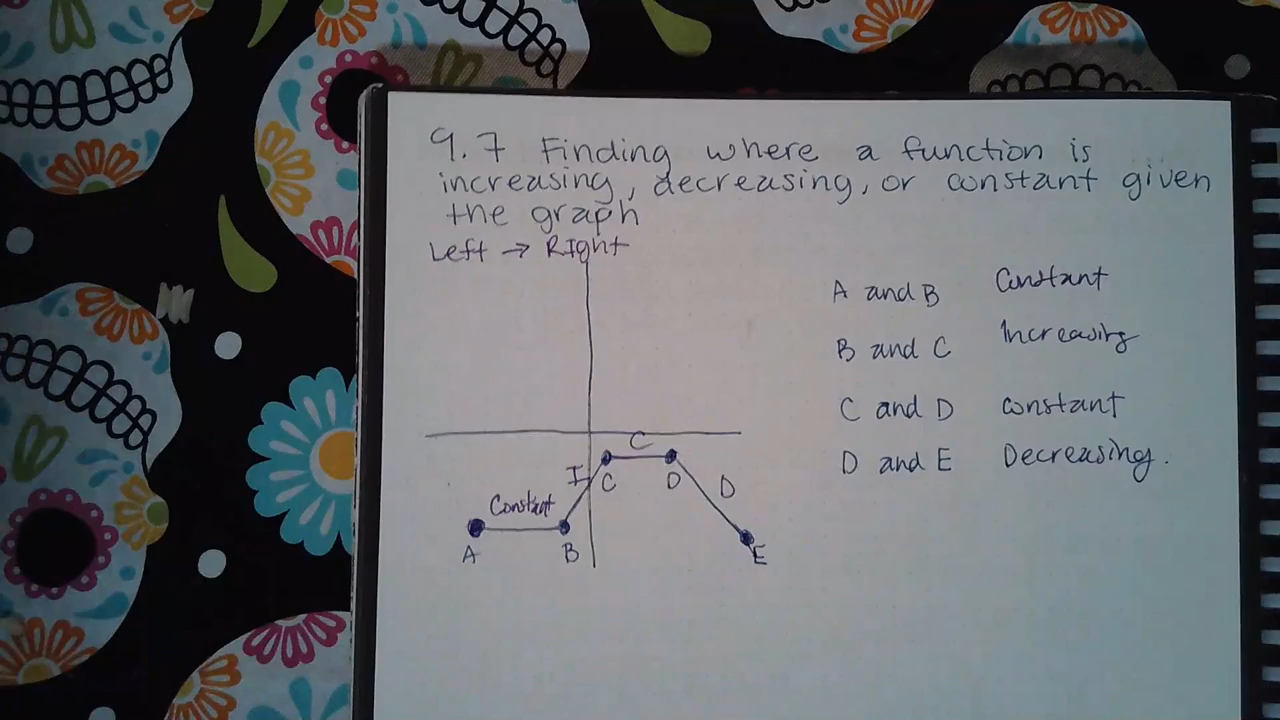 9.7 Finding where a function is
increasing, decreasing, or constant given
the graph
Left → Right
A and B Constant
B and C Increasing
C and D constant
D and E Decreasing.
C
I
C
D
D
Constant
A
B
E